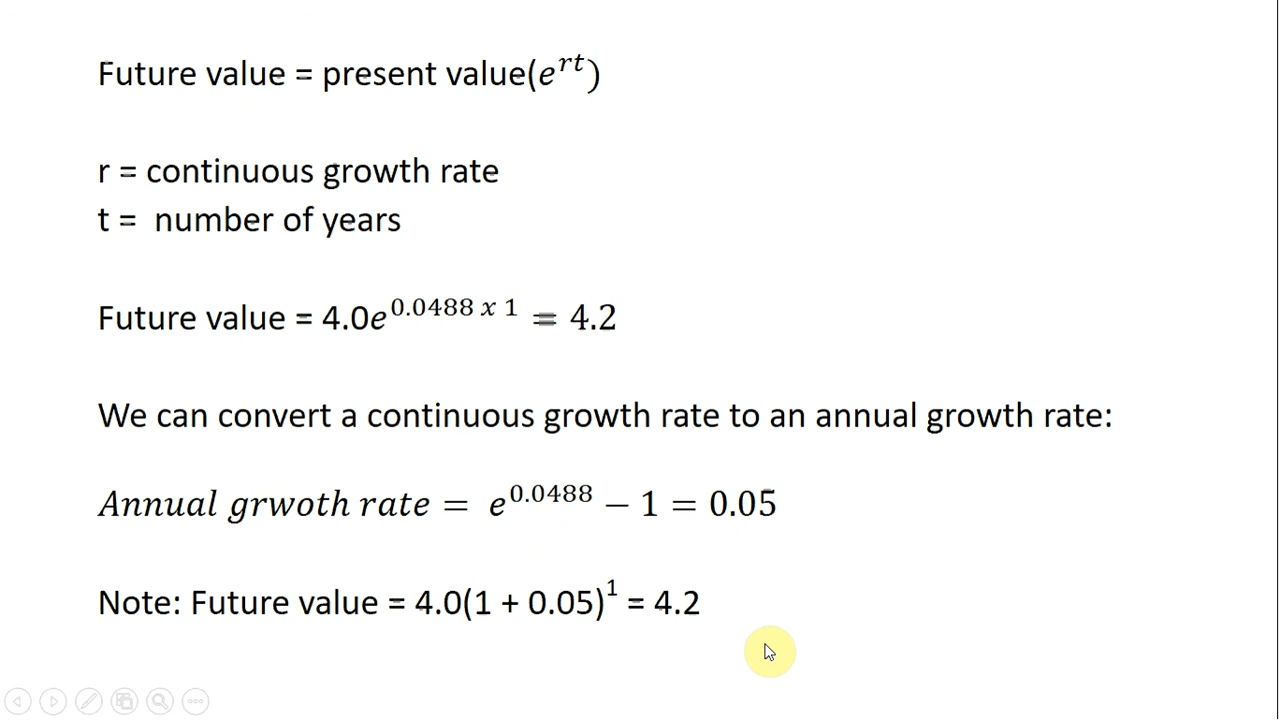 Future value = present value(e^{rt})
r = continuous growth rate
t = number of years
Future value = 4.0e^{0.0488 x 1} = 4.2
We can convert a continuous growth rate to an annual growth rate:
Annual grwoth rate = e^{0.0488} − 1 = 0.05
Note: Future value = 4.0(1 + 0.05)^1 = 4.2